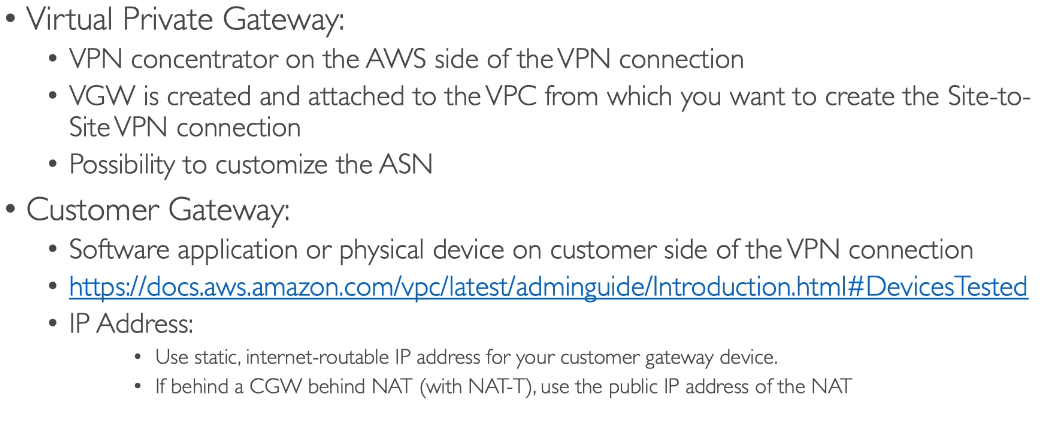 • Virtual Private Gateway:
• VPN concentrator on the AWS side of the VPN connection
• VGW is created and attached to the VPC from which you want to create the Site-to-
Site VPN connection
• Possibility to customize the ASN
• Customer Gateway:
• Software application or physical device on customer side of the VPN connection
• https://docs.aws.amazon.com/vpc/latest/adminguide/Introduction.html#DevicesTested
• IP Address:
• Use static, internet-routable IP address for your customer gateway device.
• If behind a CGW behind NAT (with NAT-T), use the public IP address of the NAT